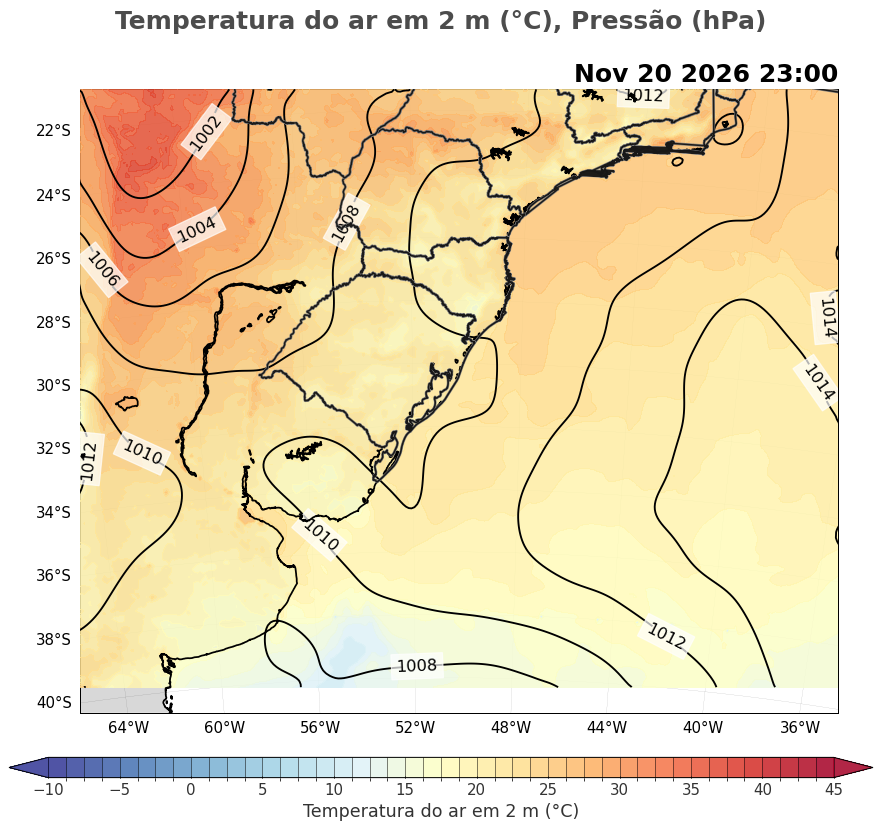 Temperatura do ar em 2 m (°C), Pressão (hPa)
Nov 20 2026 23:00
1012
22°S
1002
24°S
1004
1008
26°S
1006
28°S
1014
30°S
1014
32°S
1012
1010
34°S
1010
36°S
38°S
1012
1008
40°S
64°W 60°W 56°W 52°W 48°W 44°W 40°W 36°W
−10 −5 0 5 10 15 20 25 30 35 40 45
Temperatura do ar em 2 m (°C)